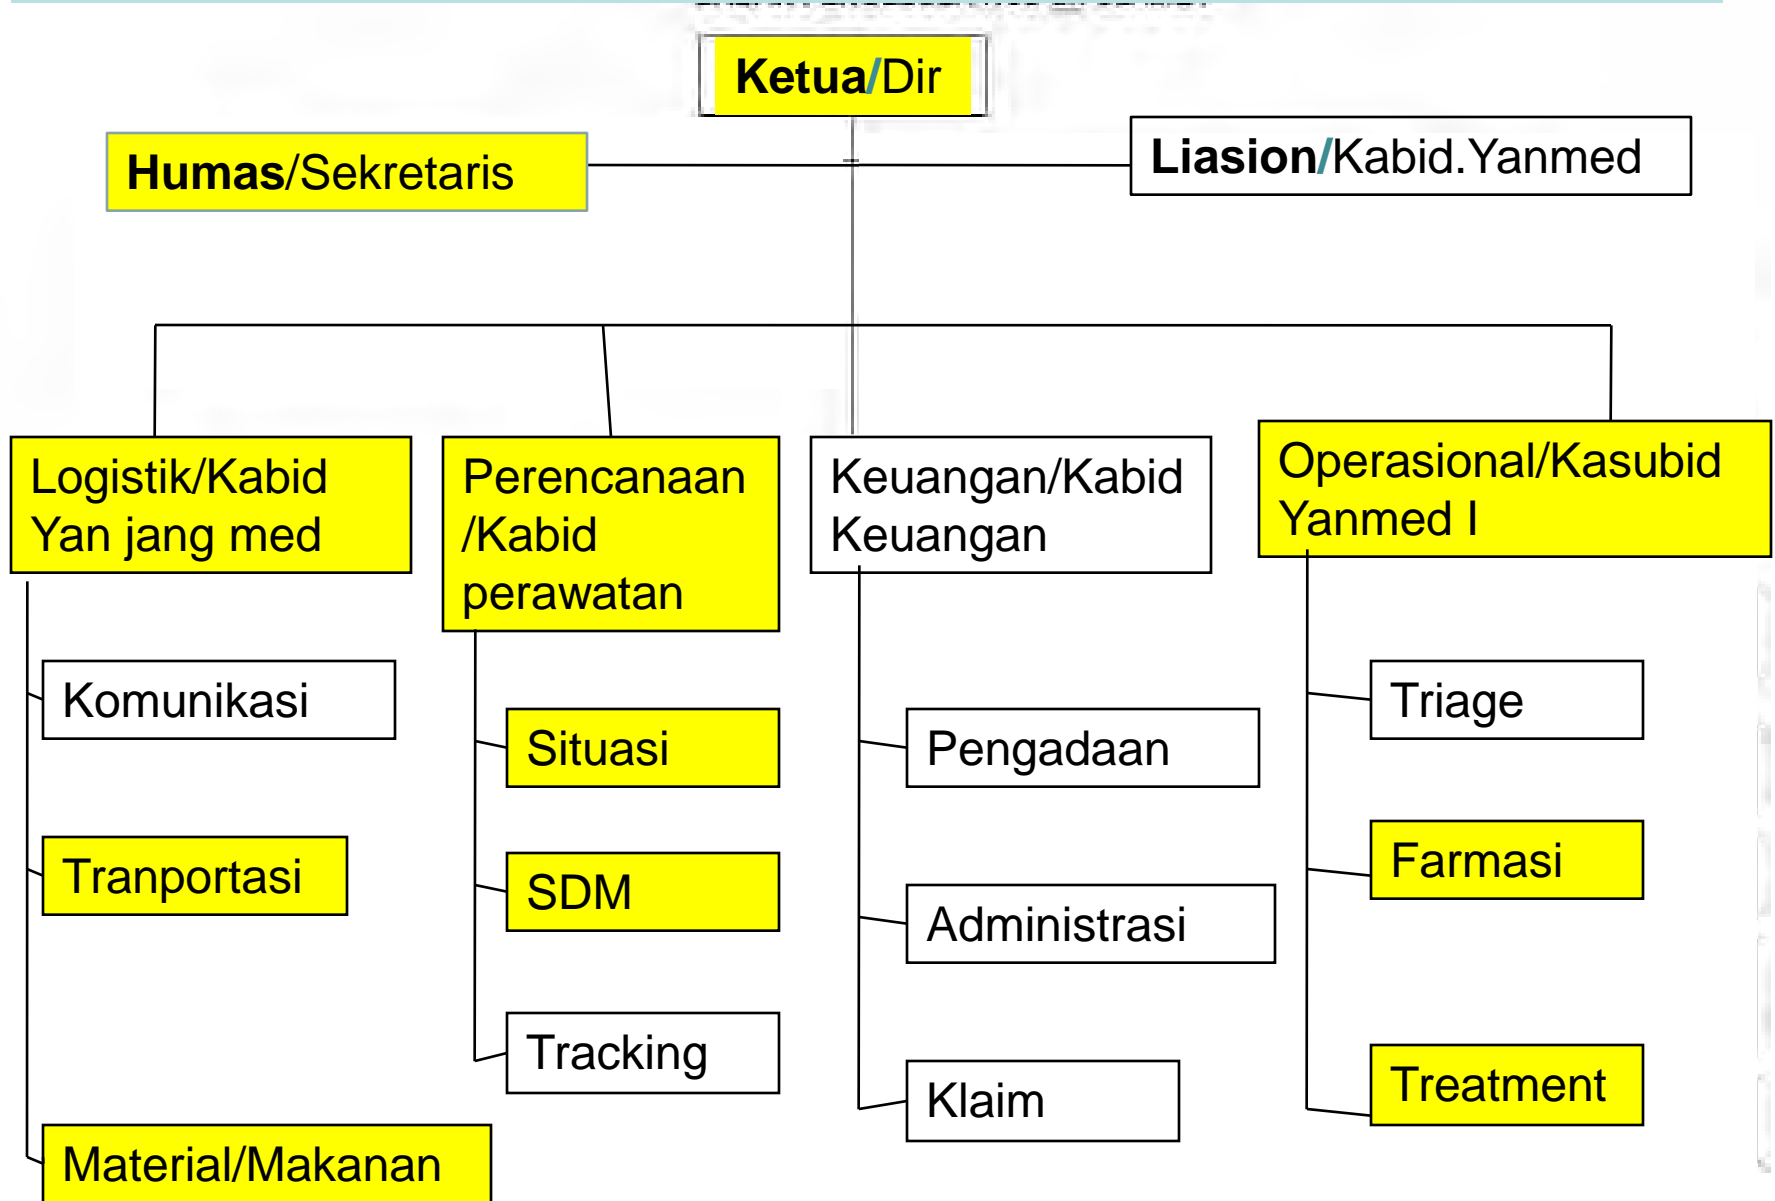 Ketua/Dir
Humas/Sekretaris
Liasion/Kabid.Yanmed
Logistik/Kabid
Yan jang med
Perencanaan
/Kabid
perawatan
Keuangan/Kabid
Keuangan
Operasional/Kasubid
Yanmed I
Komunikasi
Tranportasi
Material/Makanan
Situasi
SDM
Tracking
Pengadaan
Administrasi
Klaim
Triage
Farmasi
Treatment